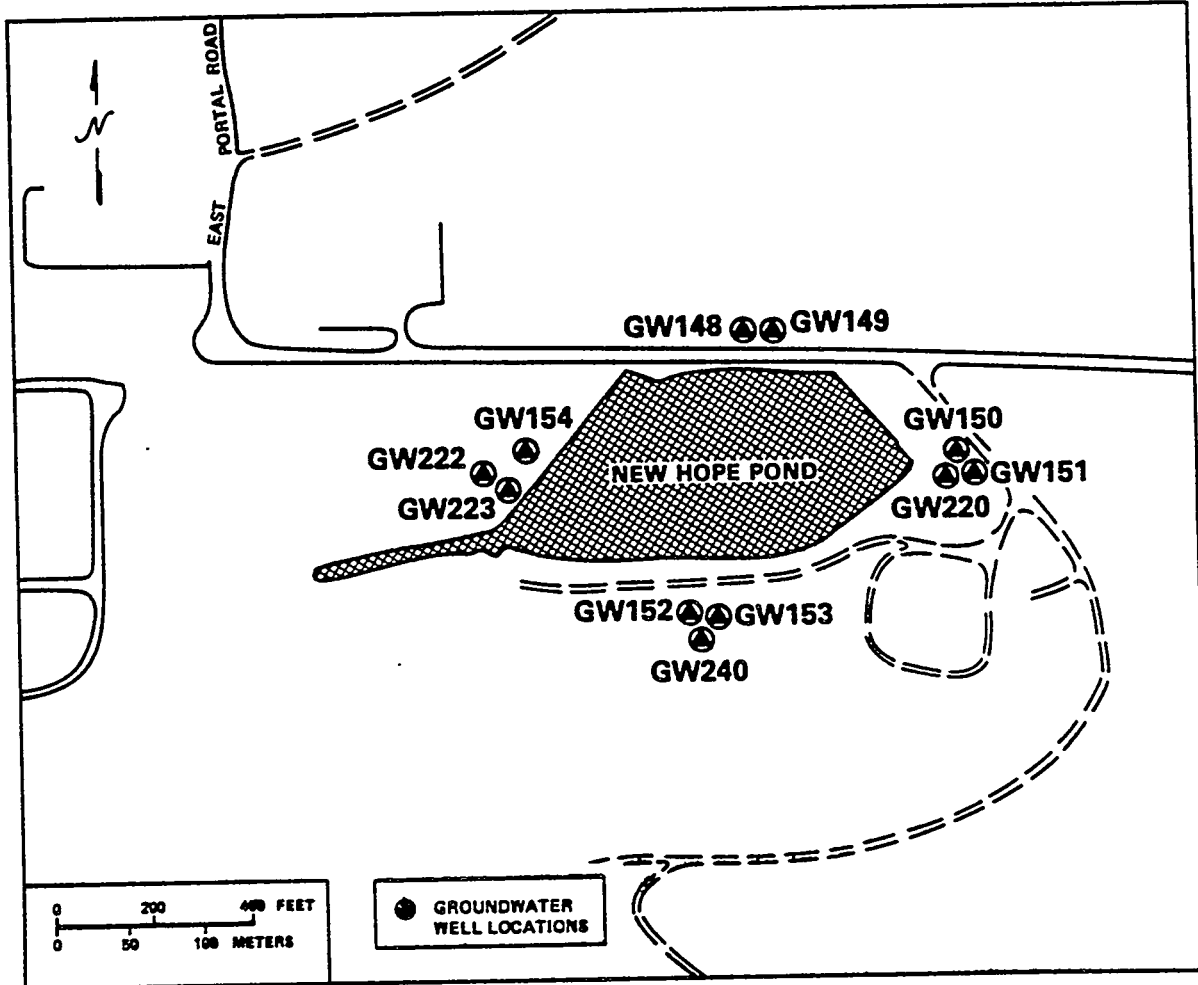 PORTAL ROAD
N
EAST
GW148
GW149
GW154
GW150
GW222
NEW HOPE POND
GW151
GW223
GW220
GW152
GW153
GW240
0 200 400 FEET
0 50 100 METERS
GROUNDWATER
WELL LOCATIONS